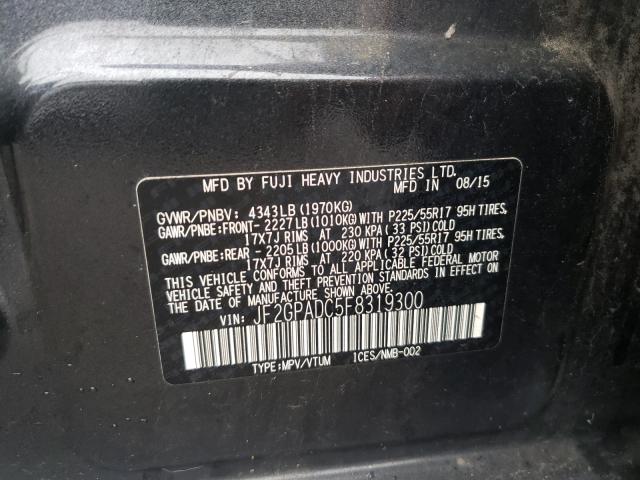 MFD BY FUJI HEAVY INDUSTRIES LTD.
MFD IN 08/15
GVWR/PNBV: 4343LB (1970KG)
GAWR/PNBE:FRONT- 2227LB (1010KG)WITH P225/55R17 95H TIRES,
17X7J RIMS AT 230 KPA ( 33 PSI)COLD
GAWR/PNBE:REAR - 2205LB (1000KG)WITH P225/55R17 95H TIRES,
17X7J RIMS AT 220 KPA ( 32 PSI)COLD
THIS VEHICLE CONFORMS TO ALL APPLICABLE FEDERAL MOTOR
VEHICLE SAFETY AND THEFT PREVENTION STANDARDS IN EFFECT ON
THE DATE OF MANUFACTURE SHOWN ABOVE.
VIN: JF2GPADC5F8319300
TYPE:MPV/VTUM ICES/NMB-002